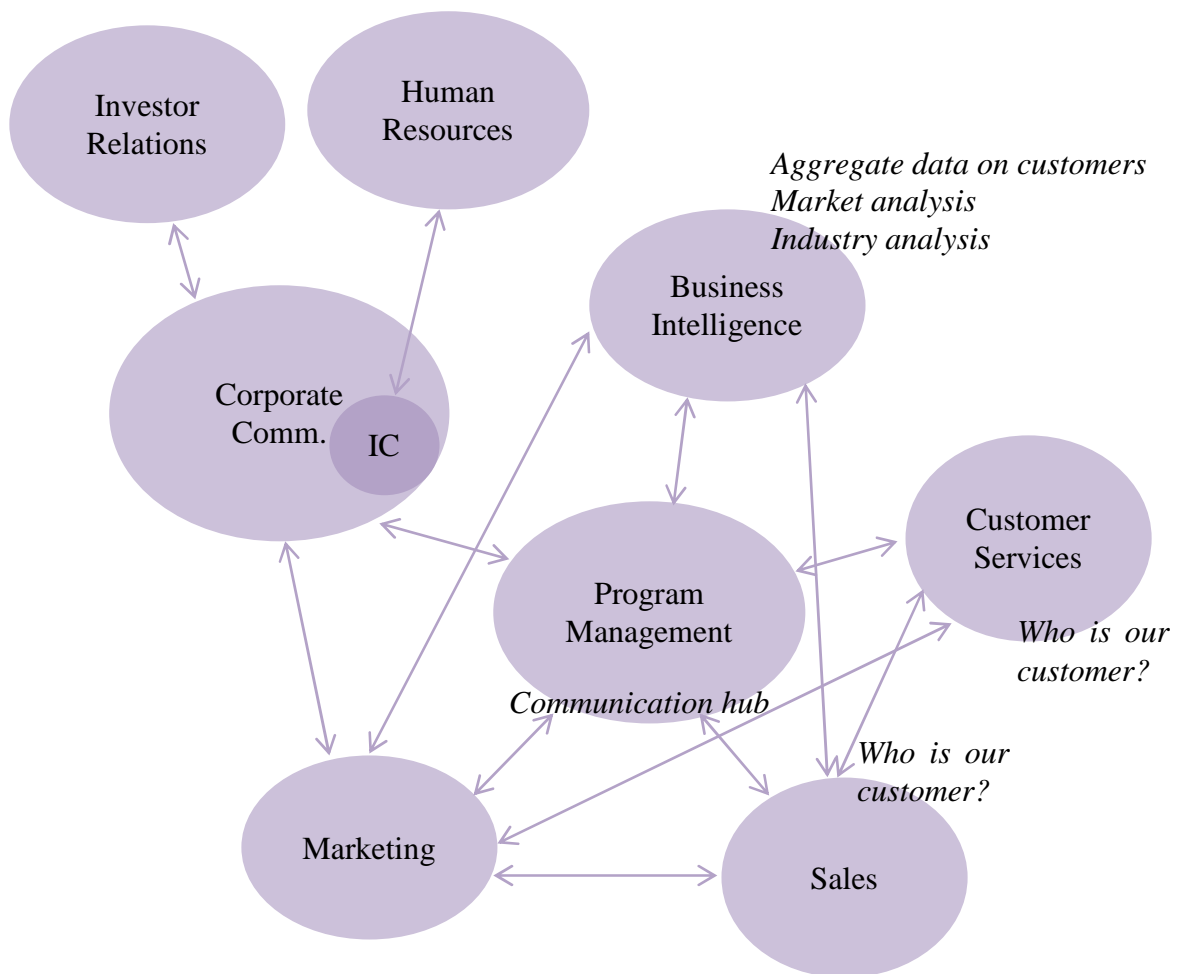 Investor
Relations
Human
Resources
Aggregate data on customers
Market analysis
Industry analysis
Business
Intelligence
Corporate
Comm.
IC
Customer
Services
Who is our
customer?
Program
Management
Communication hub
Who is our
customer?
Marketing
Sales